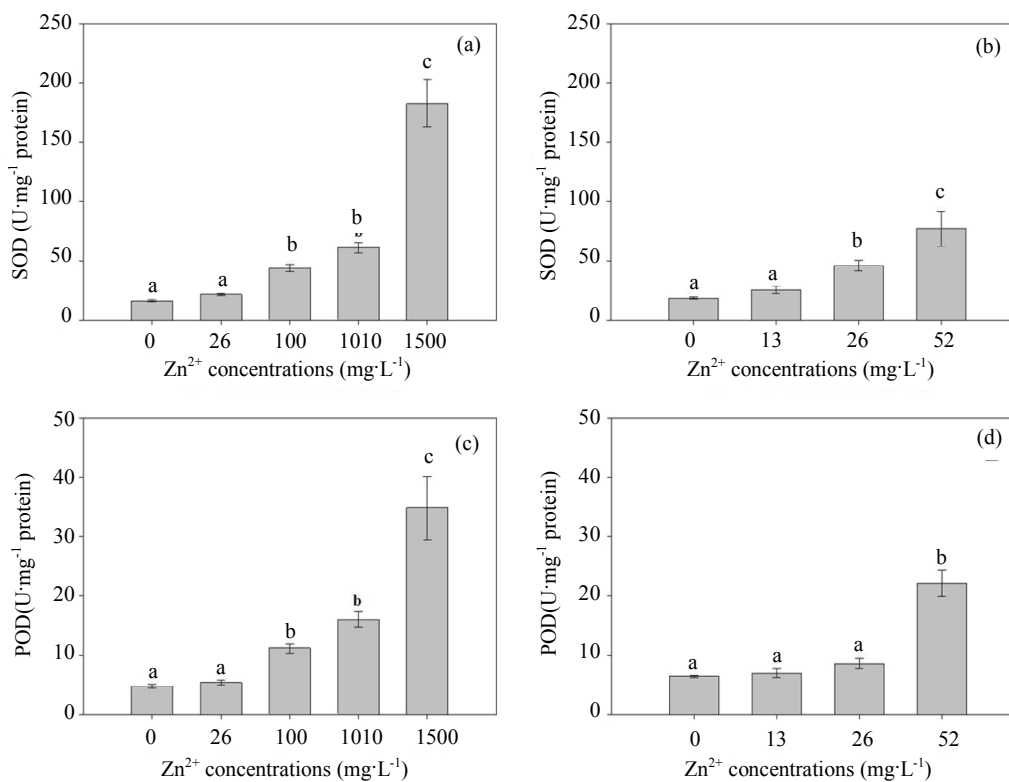 250
200
150
100
50
0
SOD (U·mg⁻¹ protein)
(a)
a
a
b
b
c
0 26 100 1010 1500
Zn²⁺ concentrations (mg·L⁻¹)
250
200
150
100
50
0
SOD (U·mg⁻¹ protein)
(b)
a
a
b
c
0 13 26 52
Zn²⁺ concentrations (mg·L⁻¹)
50
40
30
20
10
0
POD(U·mg⁻¹ protein)
(c)
a
a
b
b
c
0 26 100 1010 1500
Zn²⁺ concentrations (mg·L⁻¹)
50
40
30
20
10
0
POD(U·mg⁻¹ protein)
(d)
a
a
a
b
0 13 26 52
Zn²⁺ concentrations (mg·L⁻¹)